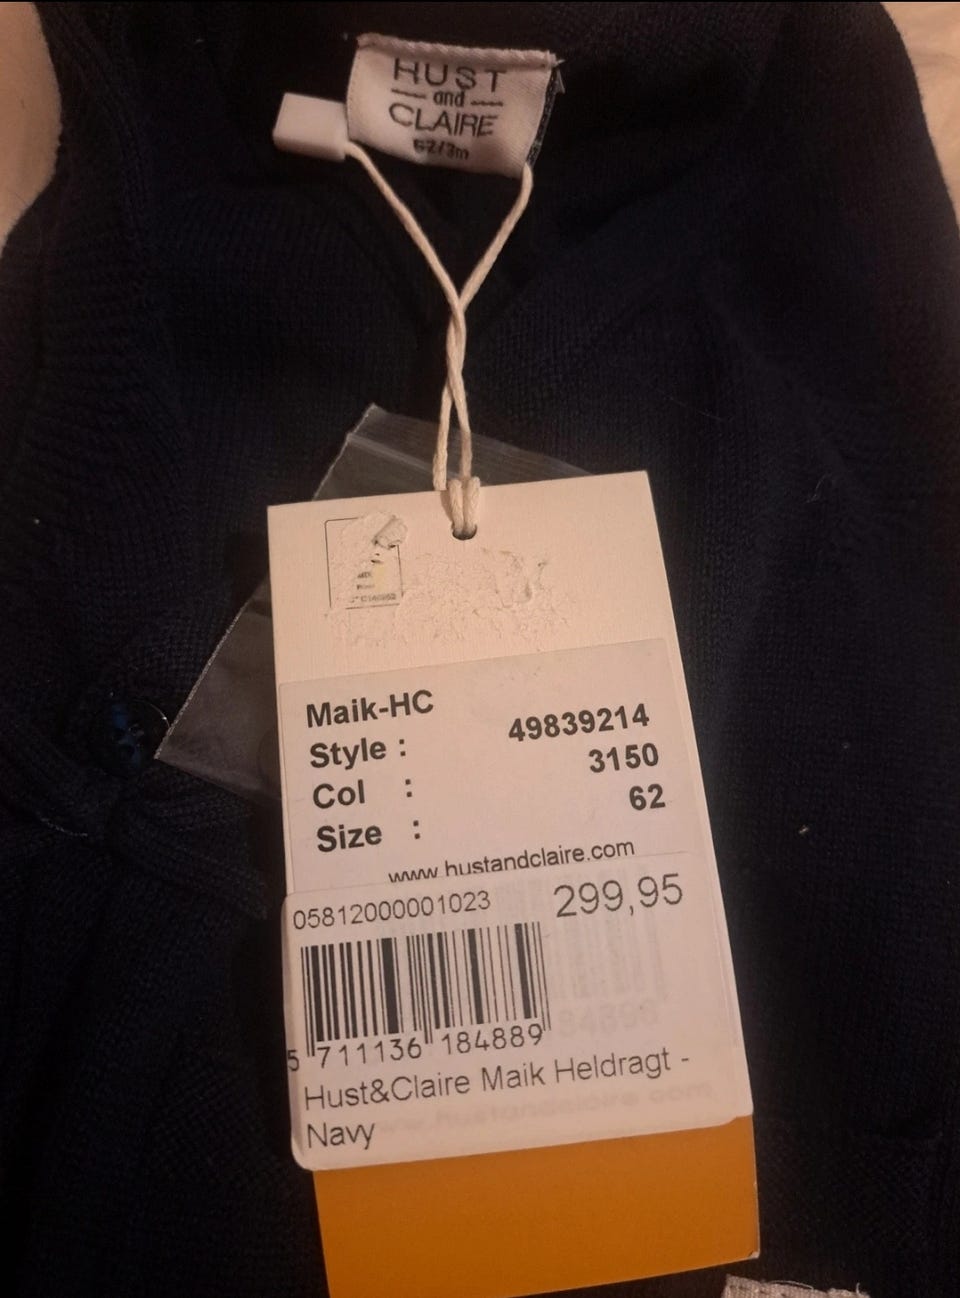 HUST
and
CLAIRE
62/3m
Maik-HC
Style : 49839214
Col : 3150
Size : 62
www.hustandclaire.com
05812000001023 299,95
5 711136 184889
Hust&Claire Maik Heldragt -
Navy